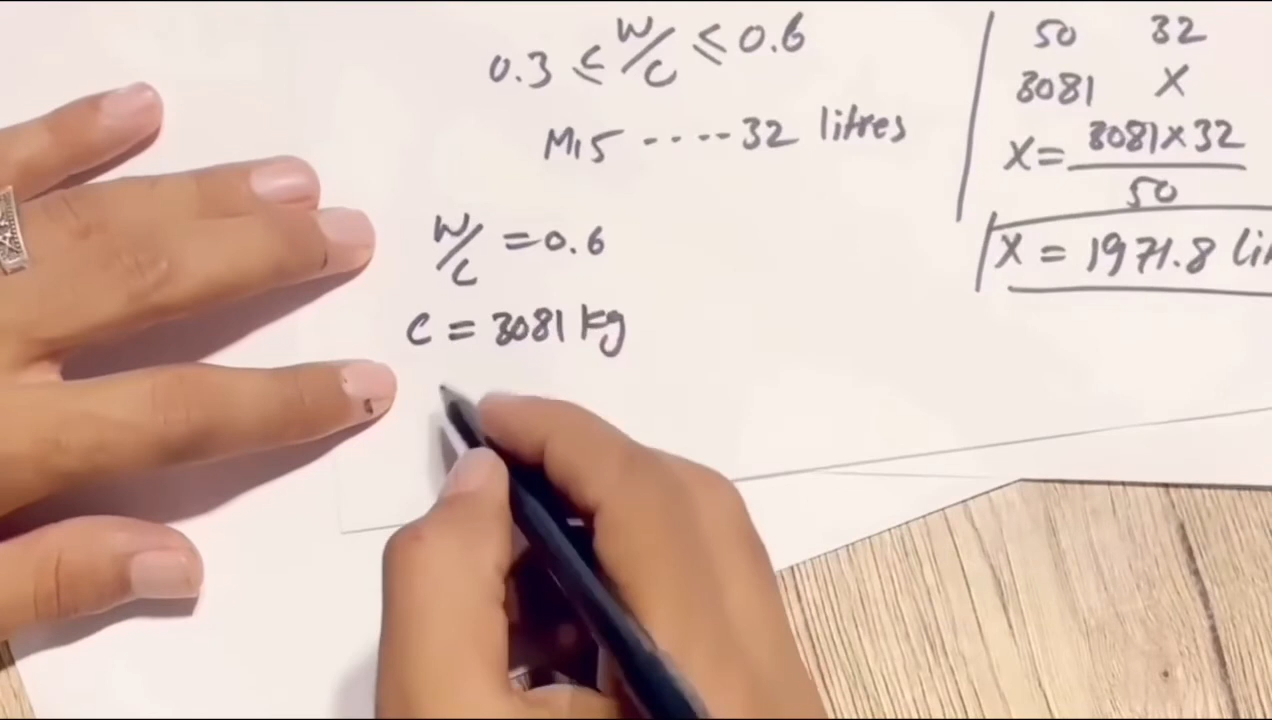 0.3 ≤ W/C ≤ 0.6
M15 ----32 litres
W/C = 0.6
C = 3081 kg
50 32
3081 X
X = 3081 x 32
50
X = 1971.8